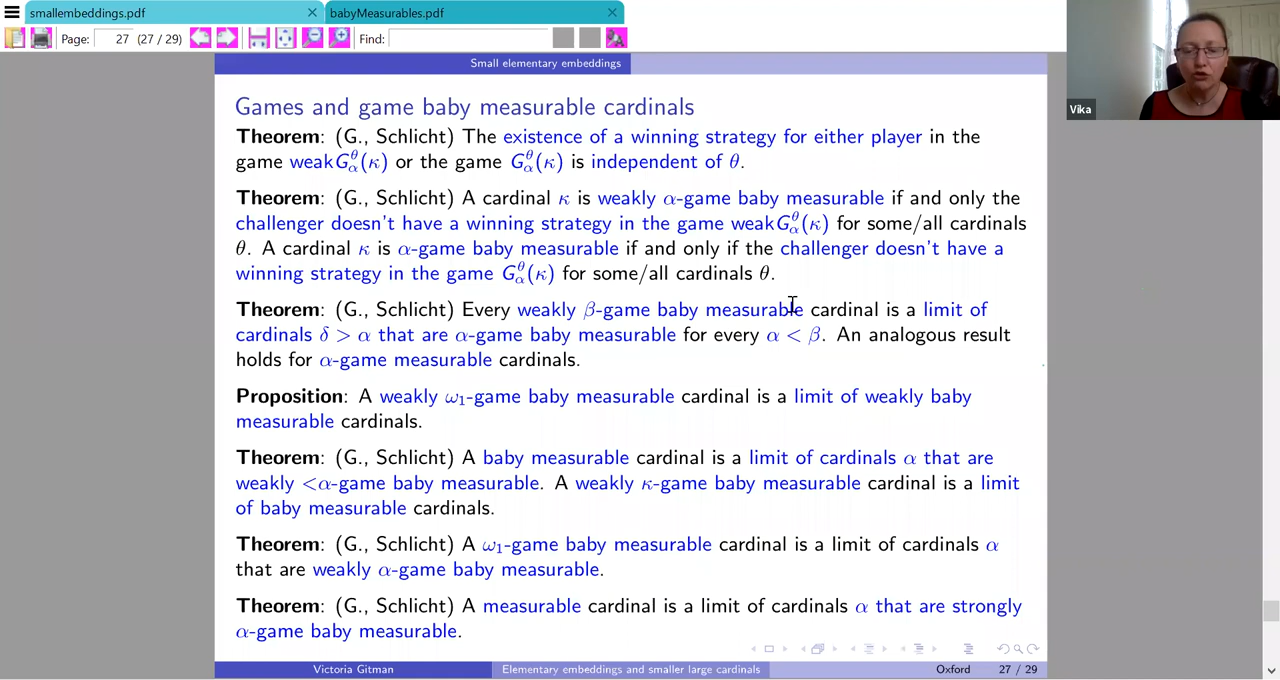 smallembeddings.pdf
babyMeasurables.pdf
Page: 27 (27 / 29) Find:
Vika
Small elementary embeddings
Games and game baby measurable cardinals
Theorem: (G., Schlicht) The existence of a winning strategy for either player in the
game weakG^θ_α(κ) or the game G^θ_α(κ) is independent of θ.
Theorem: (G., Schlicht) A cardinal κ is weakly α-game baby measurable if and only the
challenger doesn't have a winning strategy in the game weakG^θ_α(κ) for some/all cardinals
θ. A cardinal κ is α-game baby measurable if and only if the challenger doesn't have a
winning strategy in the game G^θ_α(κ) for some/all cardinals θ.
Theorem: (G., Schlicht) Every weakly β-game baby measurable cardinal is a limit of
cardinals δ > α that are α-game baby measurable for every α < β. An analogous result
holds for α-game measurable cardinals.
Proposition: A weakly ω₁-game baby measurable cardinal is a limit of weakly baby
measurable cardinals.
Theorem: (G., Schlicht) A baby measurable cardinal is a limit of cardinals α that are
weakly <α-game baby measurable. A weakly κ-game baby measurable cardinal is a limit
of baby measurable cardinals.
Theorem: (G., Schlicht) A ω₁-game baby measurable cardinal is a limit of cardinals α
that are weakly α-game baby measurable.
Theorem: (G., Schlicht) A measurable cardinal is a limit of cardinals α that are strongly
α-game baby measurable.
Victoria Gitman Elementary embeddings and smaller large cardinals Oxford 27 / 29